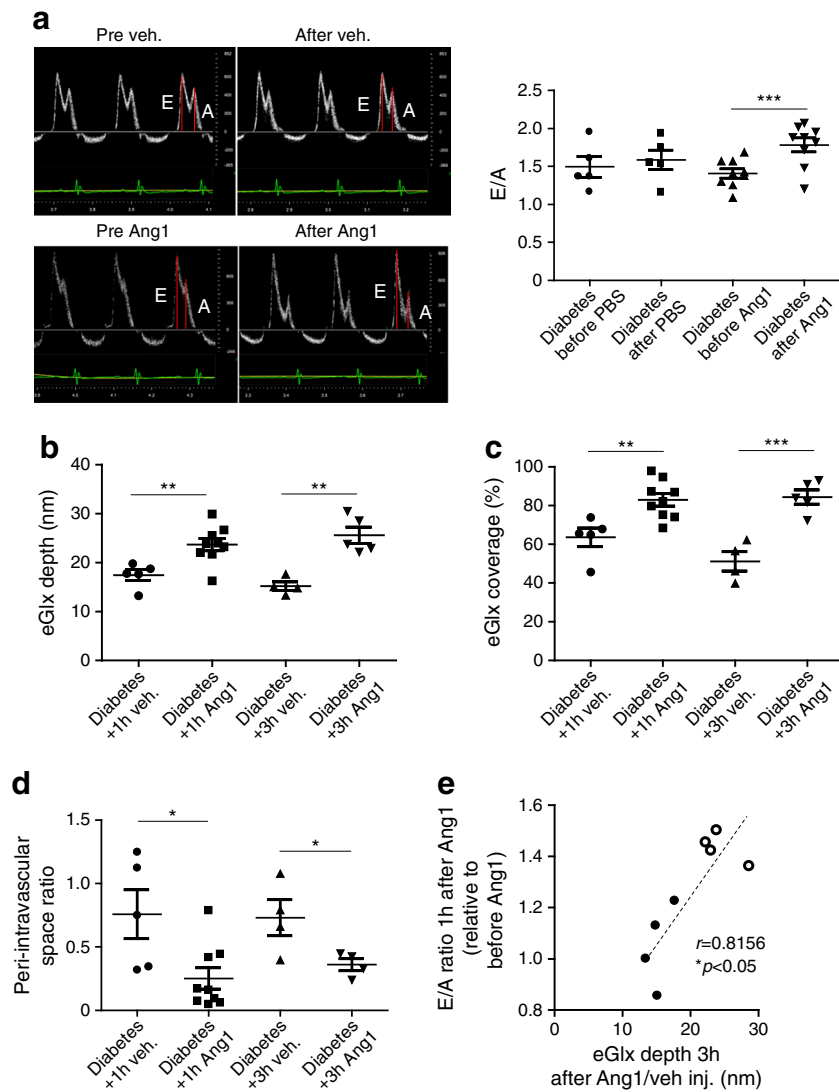 a
Pre veh.
After veh.
E
A
E
A
Pre Ang1
After Ang1
E
A
E
A
E/A
2.5
2.0
1.5
1.0
0.5
0
***
Diabetes
before PBS
Diabetes
after PBS
Diabetes
before Ang1
Diabetes
after Ang1
b
eGlx depth (nm)
40
30
20
10
0
**
**
Diabetes
+1h veh.
Diabetes
+1h Ang1
Diabetes
+3h veh.
Diabetes
+3h Ang1
c
eGlx coverage (%)
100
80
60
40
20
0
**
***
Diabetes
+1h veh.
Diabetes
+1h Ang1
Diabetes
+3h veh.
Diabetes
+3h Ang1
d
Peri-intravascular
space ratio
1.5
1.0
0.5
0
*
*
Diabetes
+1h veh.
Diabetes
+1h Ang1
Diabetes
+3h veh.
Diabetes
+3h Ang1
e
E/A ratio 1h after Ang1
(relative to
before Ang1)
1.6
1.4
1.2
1.0
0.8
r=0.8156
*p<0.05
0 10 20 30
eGlx depth 3h
after Ang1/veh inj. (nm)